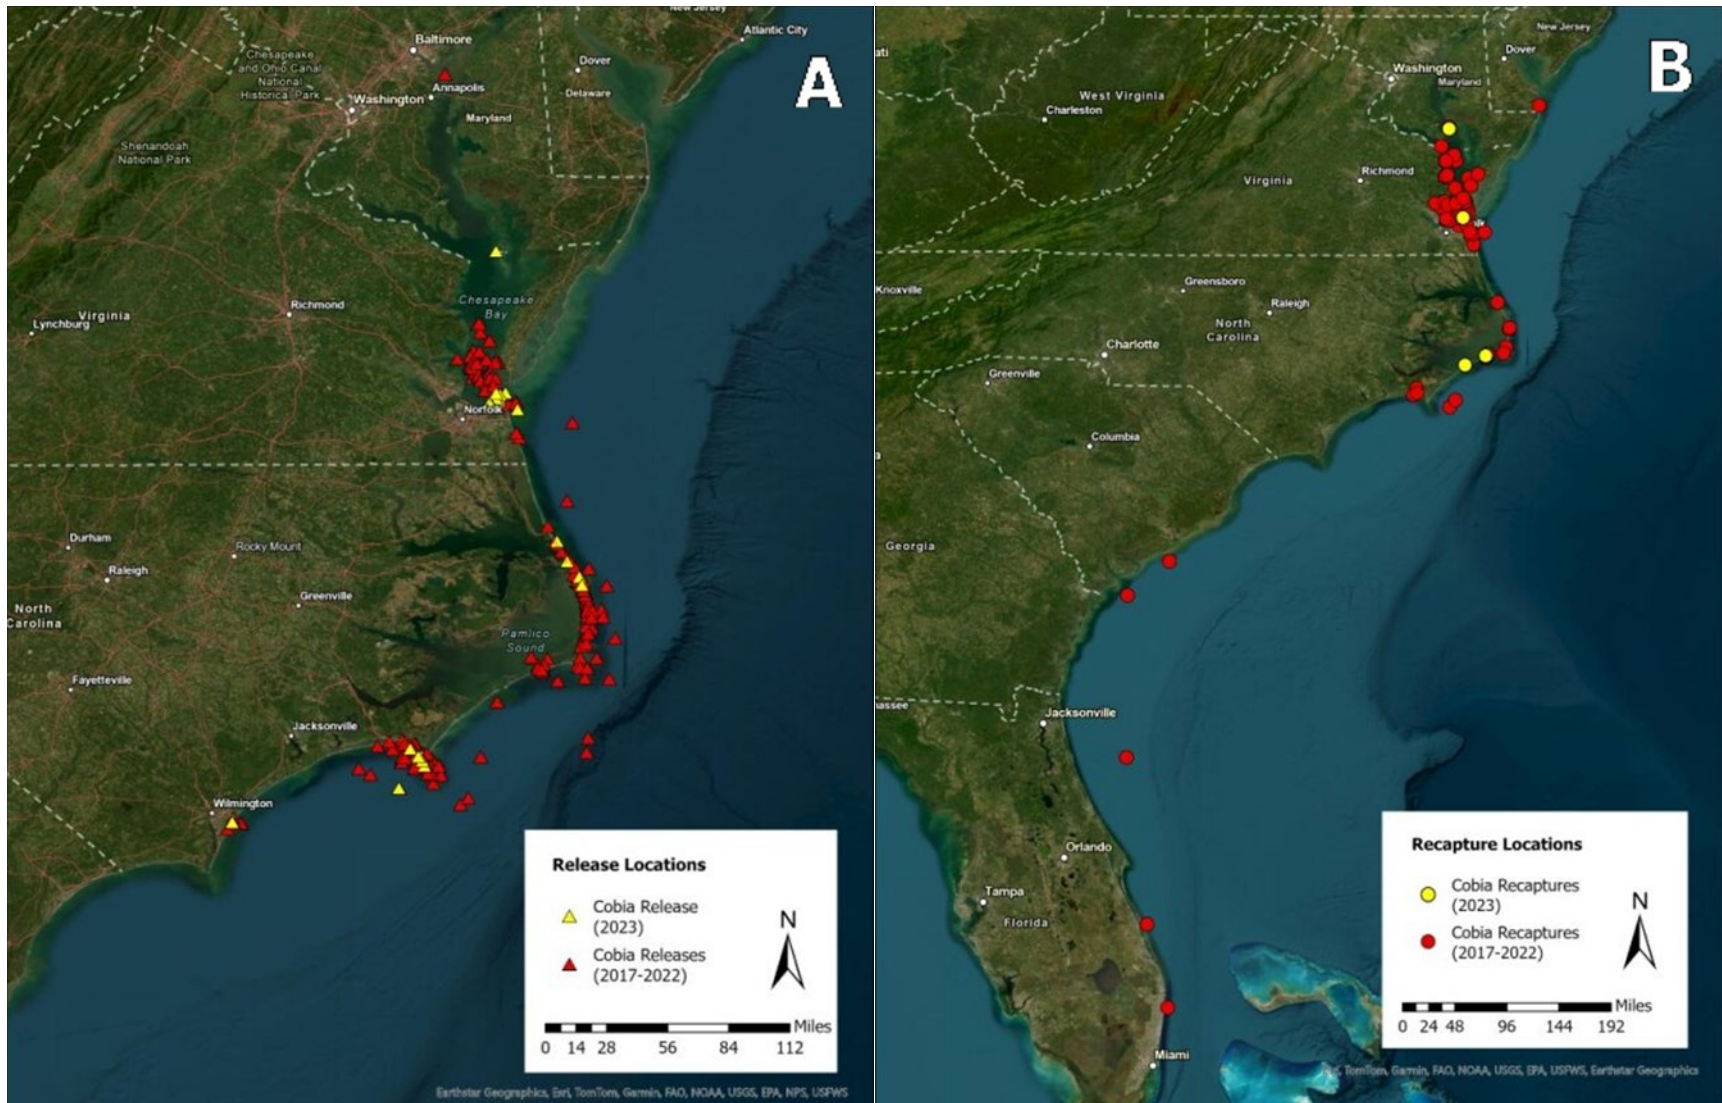 New Jersey
Atlantic City
Baltimore
A
Chesapeake
and Ohio Canal
National
Historical Park
Dover
Annapolis
Delaware
Washington
Maryland
Shenandoah
National Park
Chesapeake
Bay
Richmond
Virginia
Lynchburg
Norfolk
Durham
Rocky Mount
Raleigh
Greenville
North
Carolina
Pamlico
Sound
Fayetteville
Jacksonville
Wilmington
Release Locations
Cobia Release
(2023)
Cobia Releases
(2017-2022)
N
Miles
0 14 28 56 84 112
Earthstar Geographics, Esri, TomTom, Garmin, FAO, NOAA, USGS, EPA, NPS, USFWS
New Jersey
B
ati
Dover
Washington
Maryland
West Virginia
Charleston
Richmond
Virginia
Greensboro
Knoxville
Raleigh
North
Carolina
Charlotte
Greenville
Columbia
Georgia
assee
Jacksonville
Orlando
Tampa
Florida
Miami
Recapture Locations
Cobia Recaptures
(2023)
Cobia Recaptures
(2017-2022)
N
Miles
0 24 48 96 144 192
TomTom, Garmin, FAO, NOAA, USGS, EPA, USFWS, Earthstar Geographics